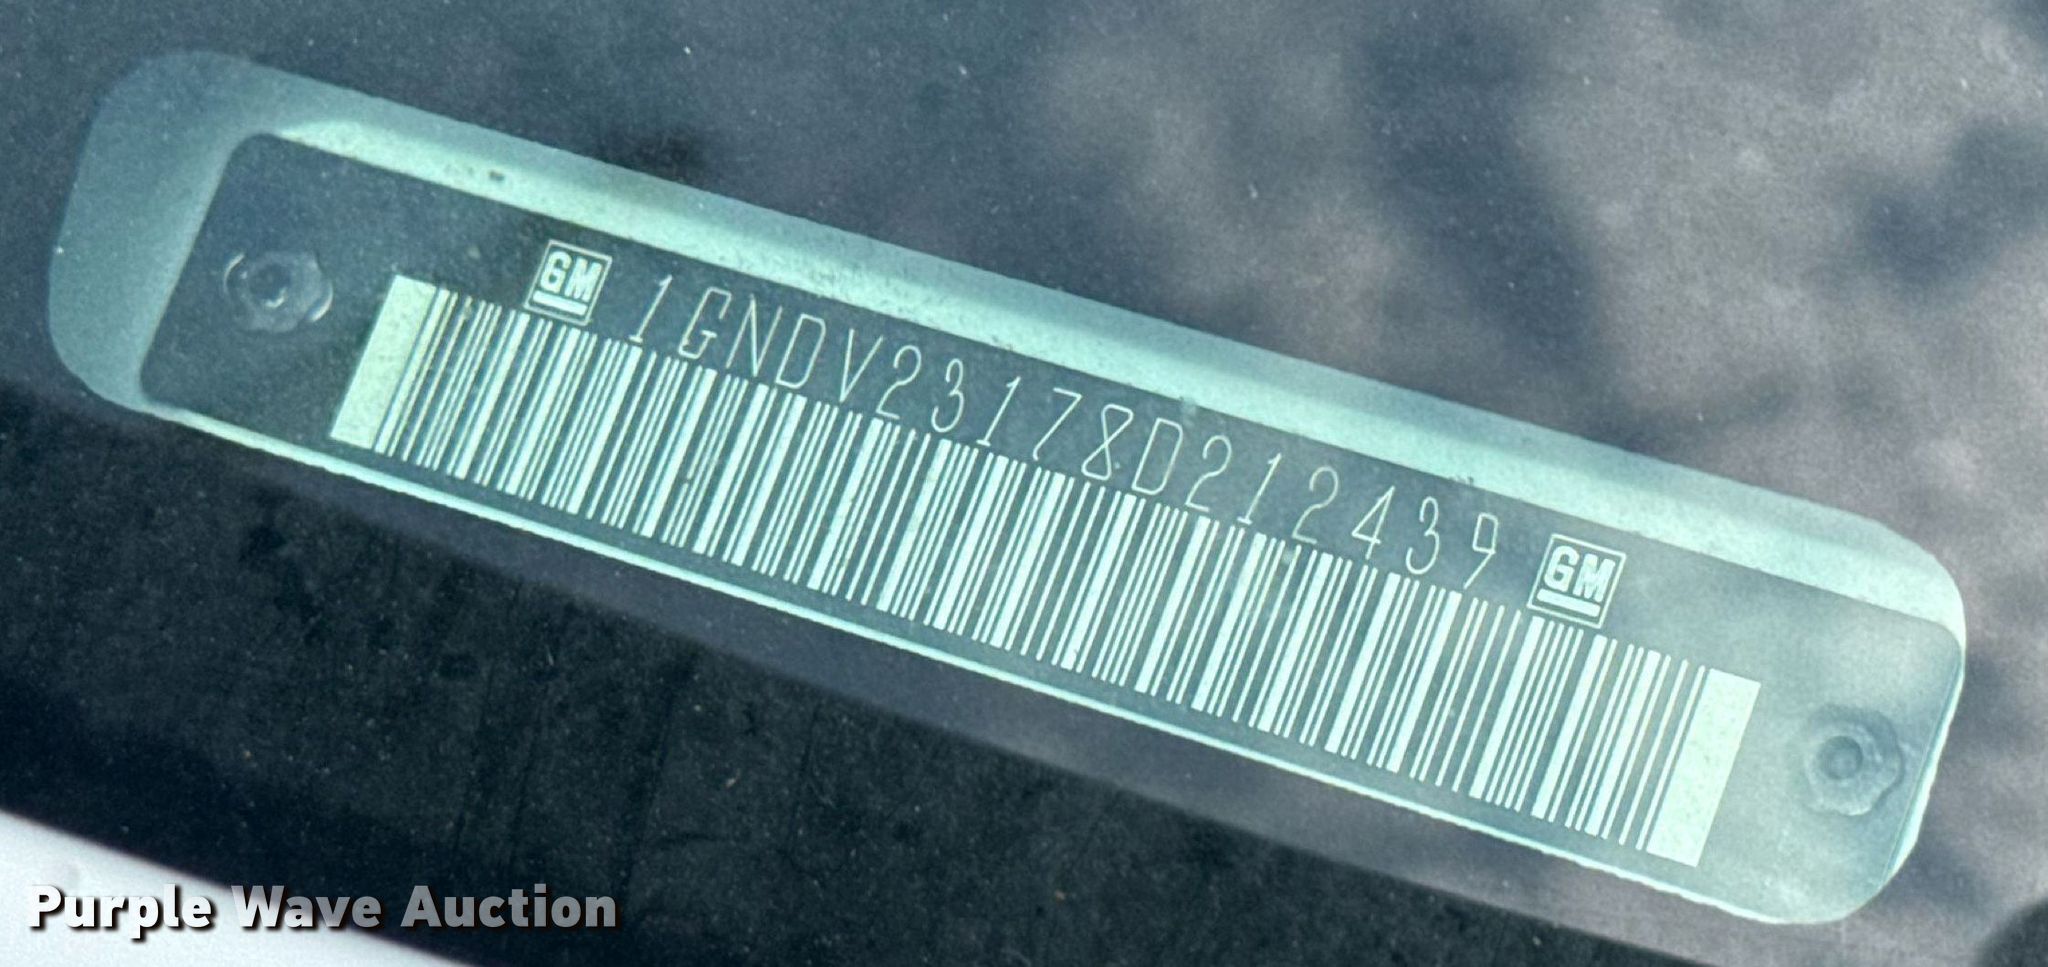 GM 1GNDV23178D212439 GM
Purple Wave Auction